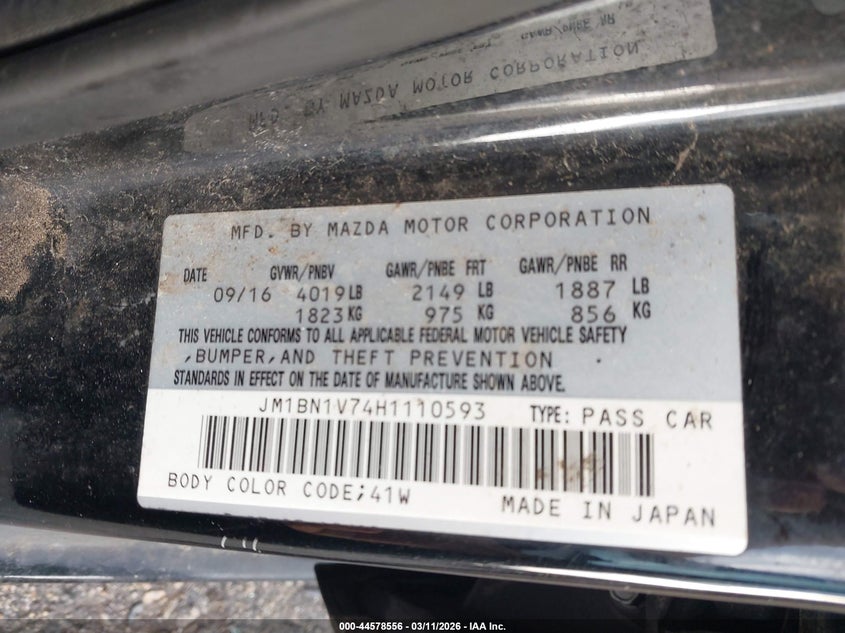 MFD. BY MAZDA MOTOR CORPORATION
GAWR/PNBE RR
MFD. BY MAZDA MOTOR CORPORATION
DATE GVWR/PNBV GAWR/PNBE FRT GAWR/PNBE RR
09/16 4019 LB 2149 LB 1887 LB
1823 KG 975 KG 856 KG
THIS VEHICLE CONFORMS TO ALL APPLICABLE FEDERAL MOTOR VEHICLE SAFETY
,BUMPER,AND THEFT PREVENTION .
STANDARDS IN EFFECT ON THE DATE OF MANUFACTURE SHOWN ABOVE.
JM1BN1V74H1110593 TYPE: PASS CAR
BODY COLOR CODE;41W
MADE IN JAPAN
000-44578556 — 03/11/2026 — IAA Inc.